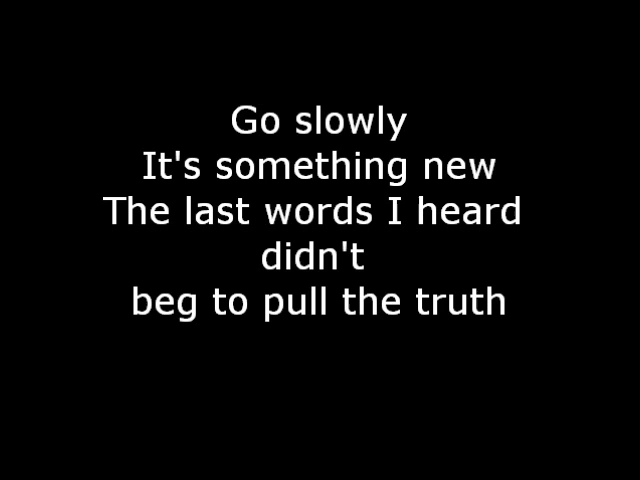 Go slowly
It's something new
The last words I heard
didn't
beg to pull the truth